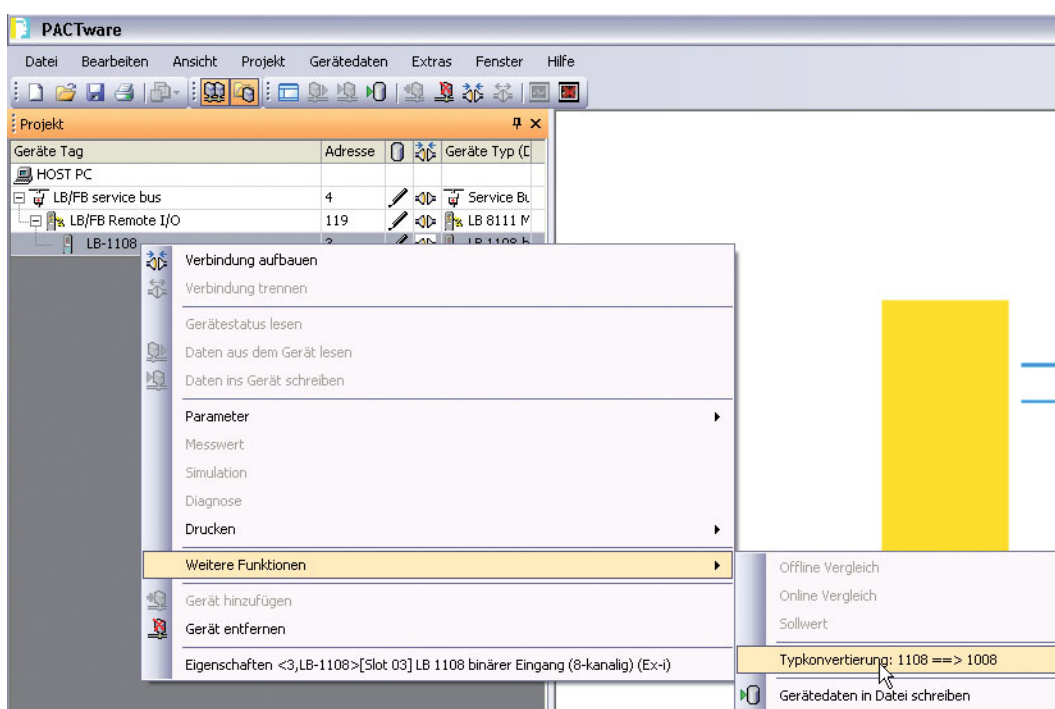 PACTware
Datei Bearbeiten Ansicht Projekt Gerätedaten Extras Fenster Hilfe
Projekt
Geräte Tag Adresse Geräte Typ (D
HOST PC
LB/FB service bus 4 Service Bu
LB/FB Remote I/O 119 LB 8111 M
LB-1108 3 LB 1108 b
Verbindung aufbauen
Verbindung trennen
Gerätestatus lesen
Daten aus dem Gerät lesen
Daten ins Gerät schreiben
Parameter
Messwert
Simulation
Diagnose
Drucken
Weitere Funktionen
Offline Vergleich
Online Vergleich
Sollwert
Typkonvertierung: 1108 ==> 1008
Gerätedaten in Datei schreiben
Gerät hinzufügen
Gerät entfernen
Eigenschaften <3,LB-1108>[Slot 03] LB 1108 binärer Eingang (8-kanalig) (Ex-i)